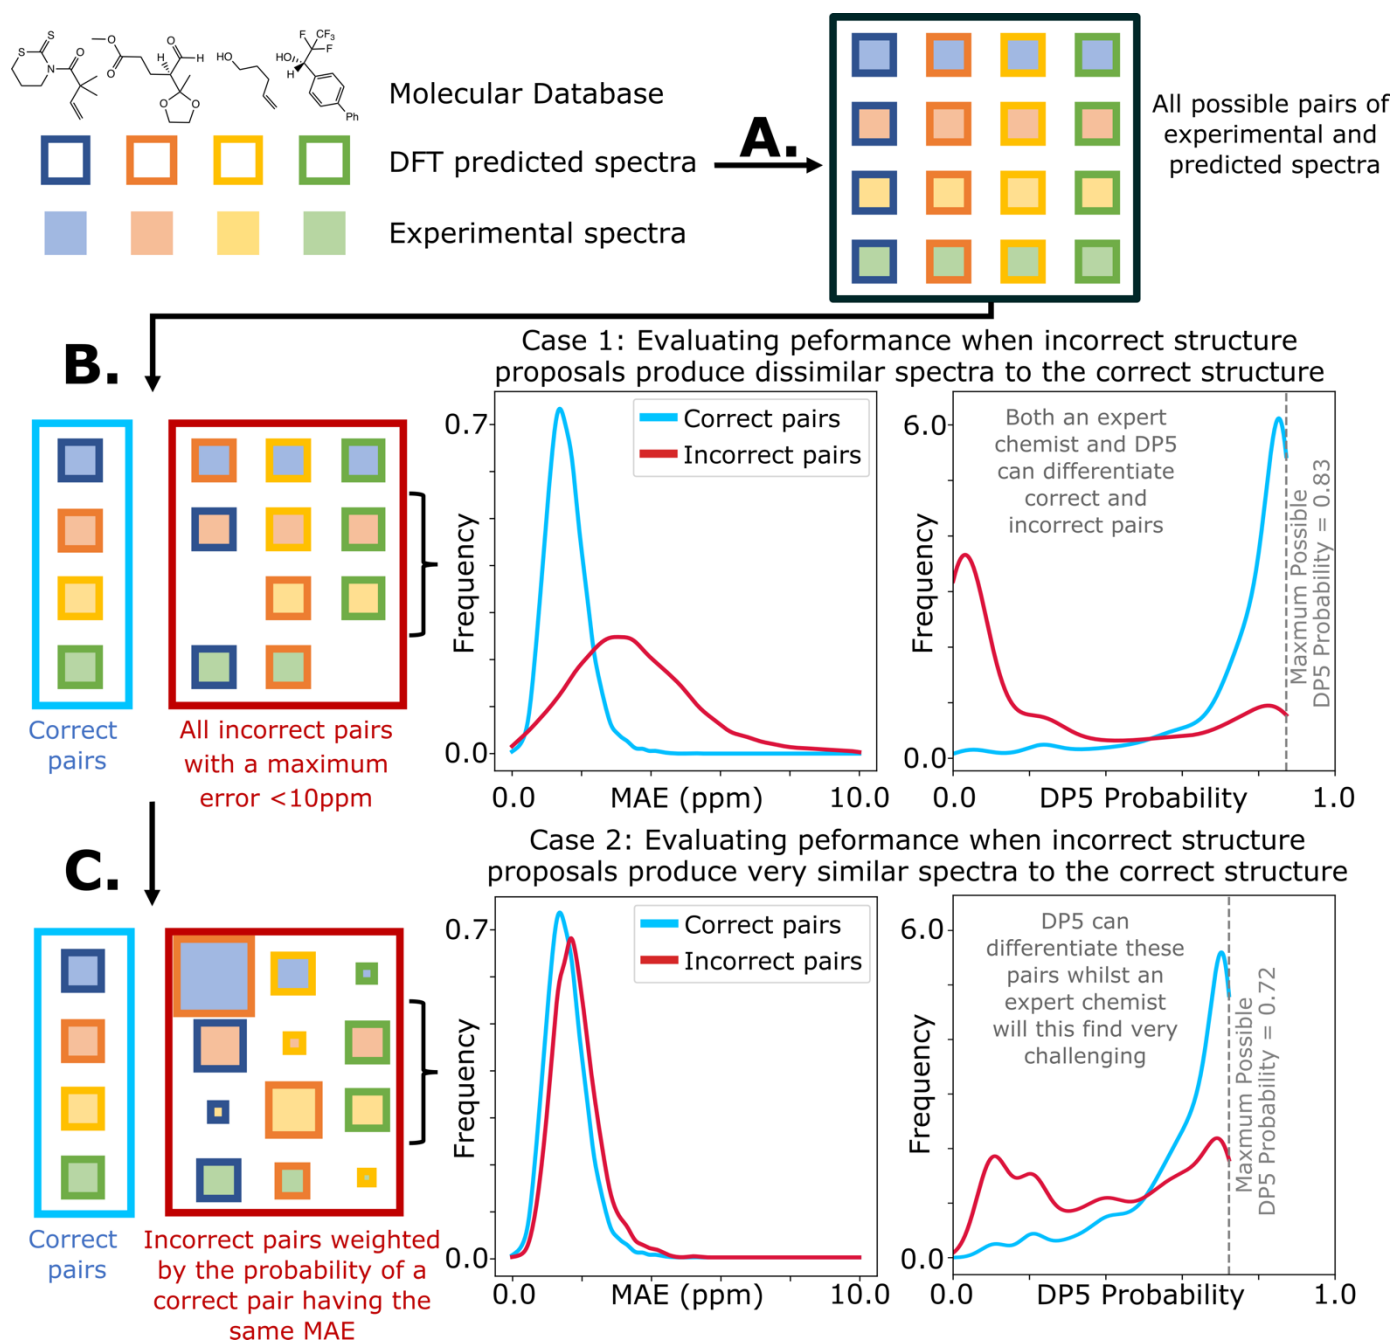 S
S
N
O
O
O
O
H
H
O
O
HO
F
CF3
F
F
HO
H
Ph
Molecular Database
DFT predicted spectra
Experimental spectra
A.
All possible pairs of
experimental and
predicted spectra
B.
Case 1: Evaluating peformance when incorrect structure
proposals produce dissimilar spectra to the correct structure
Correct
pairs
All incorrect pairs
with a maximum
error <10ppm
Correct pairs
Incorrect pairs
0.7
0.0
Frequency
0.0
MAE (ppm)
10.0
Both an expert
chemist and DP5
can differentiate
correct and
incorrect pairs
6.0
0.0
Frequency
Maxmum Possible
DP5 Probability = 0.83
0.0
DP5 Probability
1.0
C.
Case 2: Evaluating peformance when incorrect structure
proposals produce very similar spectra to the correct structure
Correct
pairs
Incorrect pairs weighted
by the probability of a
correct pair having the
same MAE
Correct pairs
Incorrect pairs
0.7
0.0
Frequency
0.0
MAE (ppm)
10.0
DP5 can
differentiate these
pairs whilst an
expert chemist
will this find very
challenging
6.0
0.0
Frequency
Maxmum Possible
DP5 Probability = 0.72
0.0
DP5 Probability
1.0